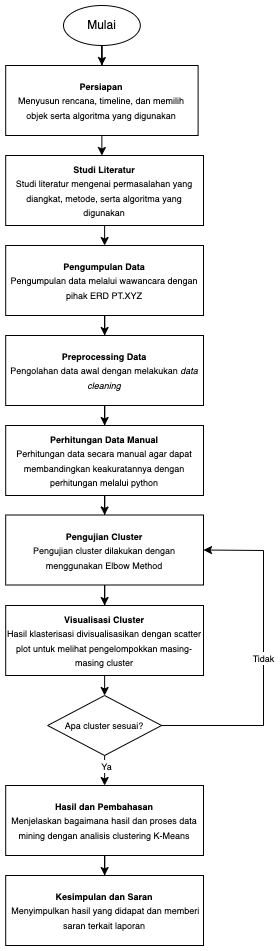 Mulai
Persiapan
Menyusun rencana, timeline, dan memilih
objek serta algoritma yang digunakan
Studi Literatur
Studi literatur mengenai permasalahan yang
diangkat, metode, serta algoritma yang
digunakan
Pengumpulan Data
Pengumpulan data melalui wawancara dengan
pihak ERD PT.XYZ
Preprocessing Data
Pengolahan data awal dengan melakukan data
cleaning
Perhitungan Data Manual
Perhitungan data secara manual agar dapat
membandingkan keakuratannya dengan
perhitungan melalui python
Pengujian Cluster
Pengujian cluster dilakukan dengan
menggunakan Elbow Method
Visualisasi Cluster
Hasil klasterisasi divisualisasikan dengan scatter
plot untuk melihat pengelompokkan masing-
masing cluster
Tidak
Apa cluster sesuai?
Ya
Hasil dan Pembahasan
Menjelaskan bagaimana hasil dan proses data
mining dengan analisis clustering K-Means
Kesimpulan dan Saran
Menyimpulkan hasil yang didapat dan memberi
saran terkait laporan